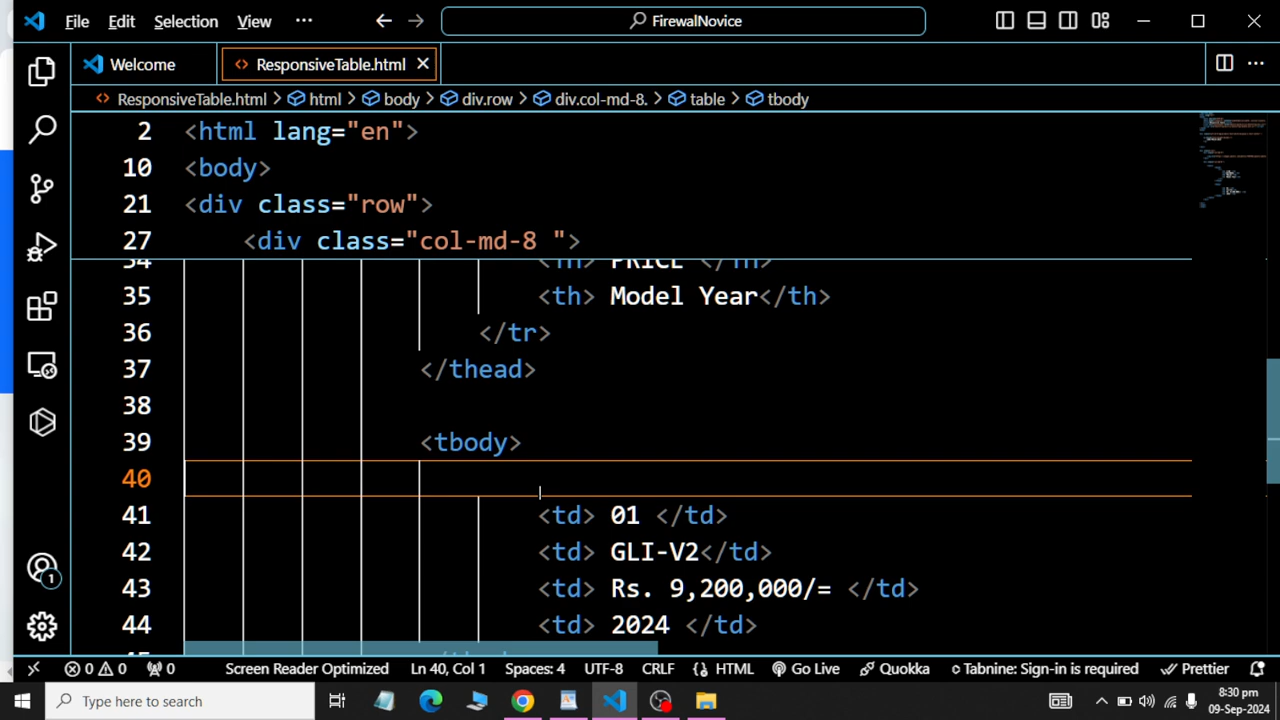 File Edit Selection View ··· FirewalNovice
Welcome ResponsiveTable.html
ResponsiveTable.html > html > body > div.row > div.col-md-8. > table > tbody
2 <html lang="en">
10 <body>
21 <div class="row">
27 <div class="col-md-8 ">
34 <th> PRICE </th>
35 <th> Model Year</th>
36 </tr>
37 </thead>
38
39 <tbody>
40
41 <td> 01 </td>
42 <td> GLI-V2</td>
43 <td> Rs. 9,200,000/= </td>
44 <td> 2024 </td>
1
0 0 0 Screen Reader Optimized Ln 40, Col 1 Spaces: 4 UTF-8 CRLF HTML Go Live Quokka Tabnine: Sign-in is required Prettier
Type here to search
8:30 pm
09-Sep-2024